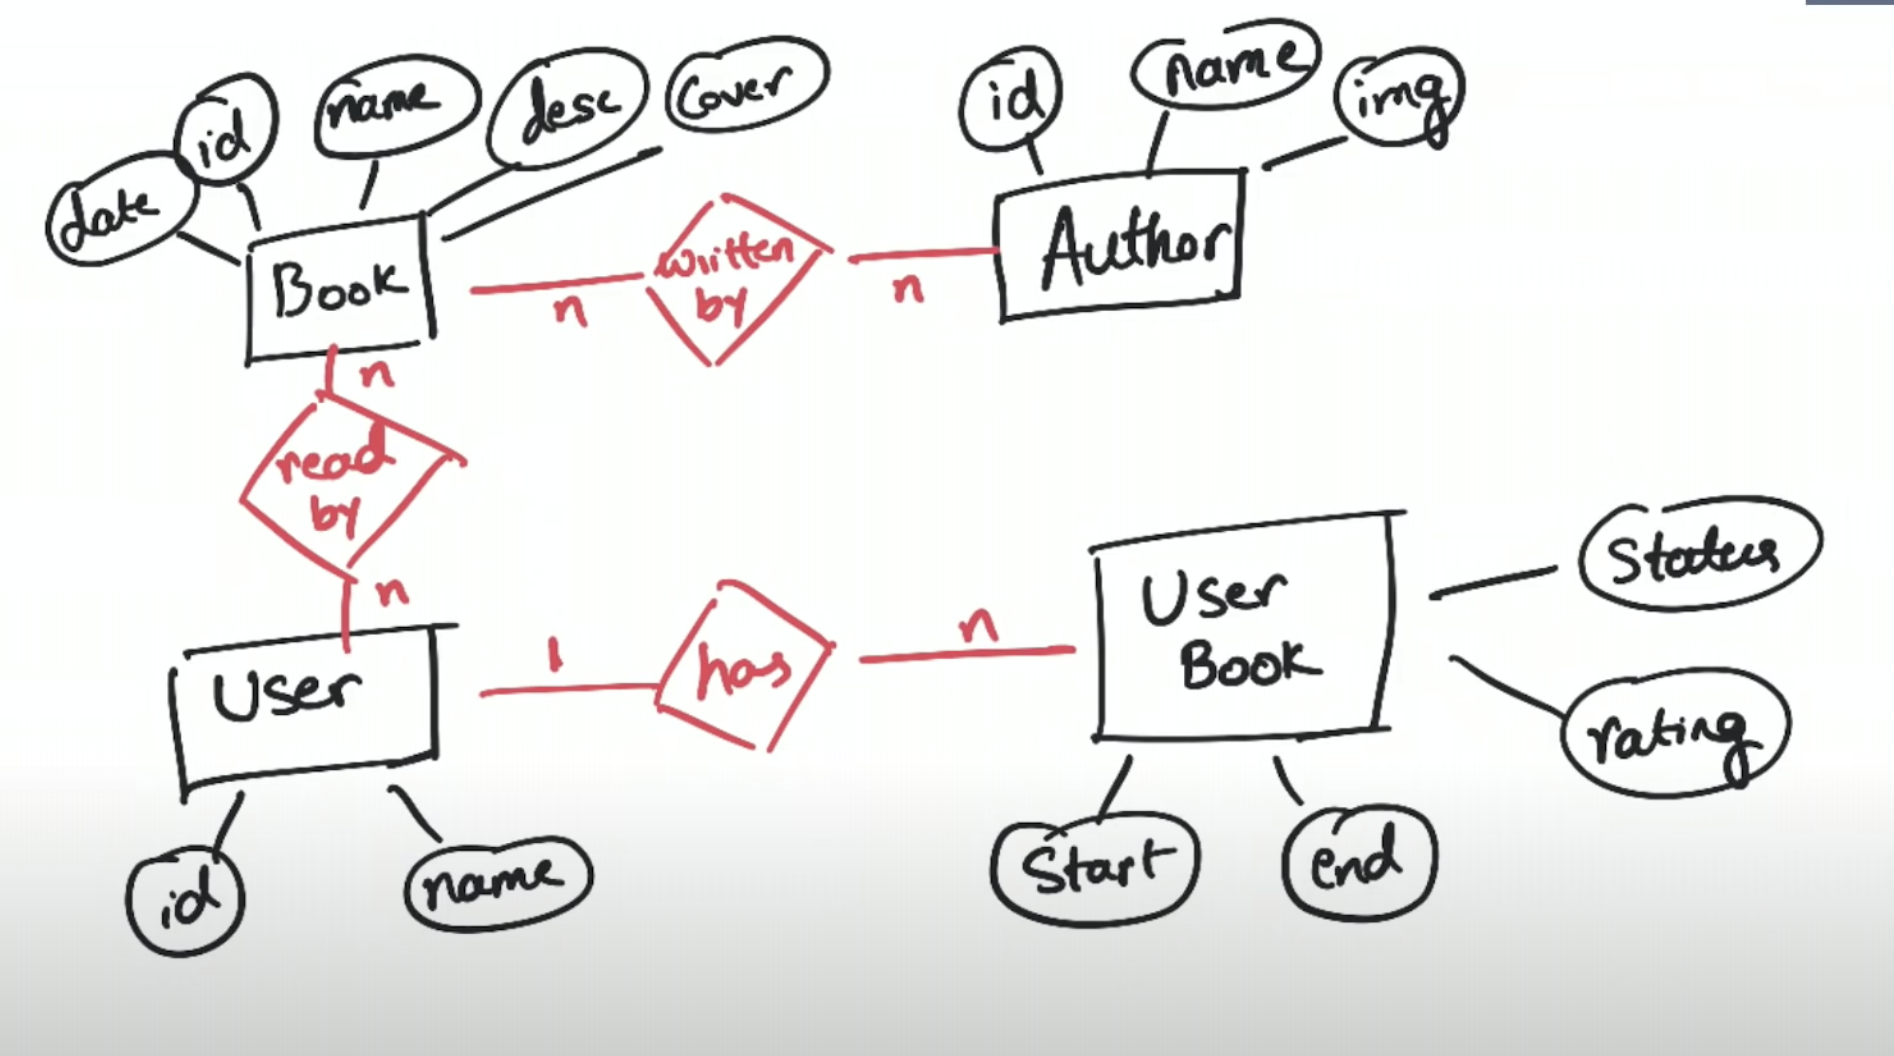 date
id
name
desc
Cover
id
name
img
Book
n
written
by
n
Author
n
read
by
n
User
1
has
n
User
Book
Status
rating
id
name
Start
end